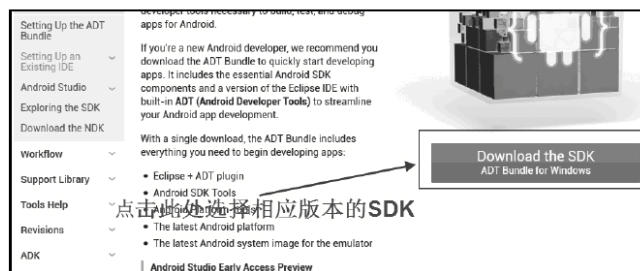 Setting Up the ADT
Bundle
Setting Up an
Existing IDE
Android Studio
Exploring the SDK
Download the NDK
Workflow
Support Library
Tools Help
Revisions
ADK
developer tools necessary to build, test, and debug
apps for Android.
If you're a new Android developer, we recommend you
download the ADT Bundle to quickly start developing
apps. It includes the essential Android SDK
components and a version of the Eclipse IDE with
built-in ADT (Android Developer Tools) to streamline
your Android app development.
With a single download, the ADT Bundle includes
everything you need to begin developing apps:
• Eclipse + ADT plugin
• Android SDK Tools
• Android Platform-tools
• The latest Android platform
• The latest Android system image for the emulator
Android Studio Early Access Preview
Download the SDK
ADT Bundle for Windows
点击此处选择相应版本的SDK